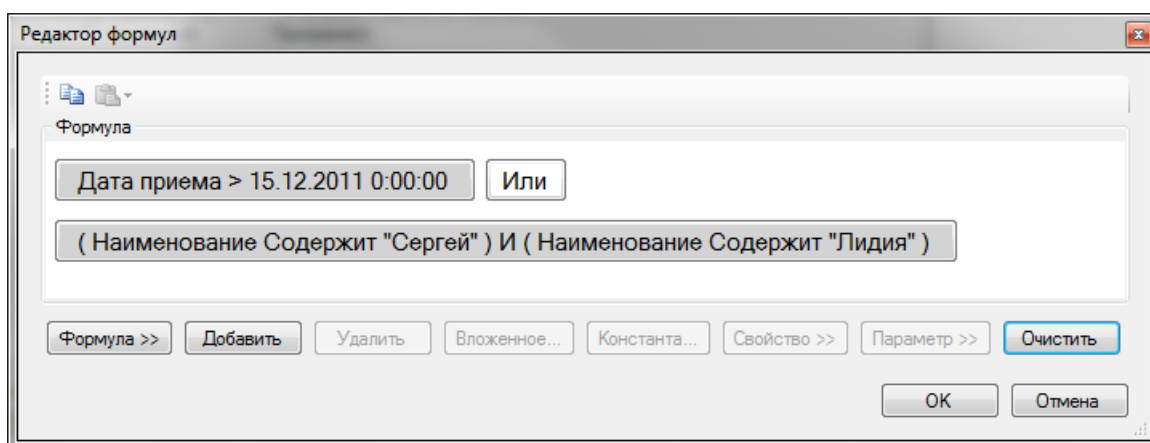 Редактор формул
Формула
Дата приема > 15.12.2011 0:00:00 Или
( Наименование Содержит "Сергей" ) И ( Наименование Содержит "Лидия" )
Формула >> Добавить Удалить Вложенное... Константа... Свойство >> Параметр >> Очистить
OK Отмена